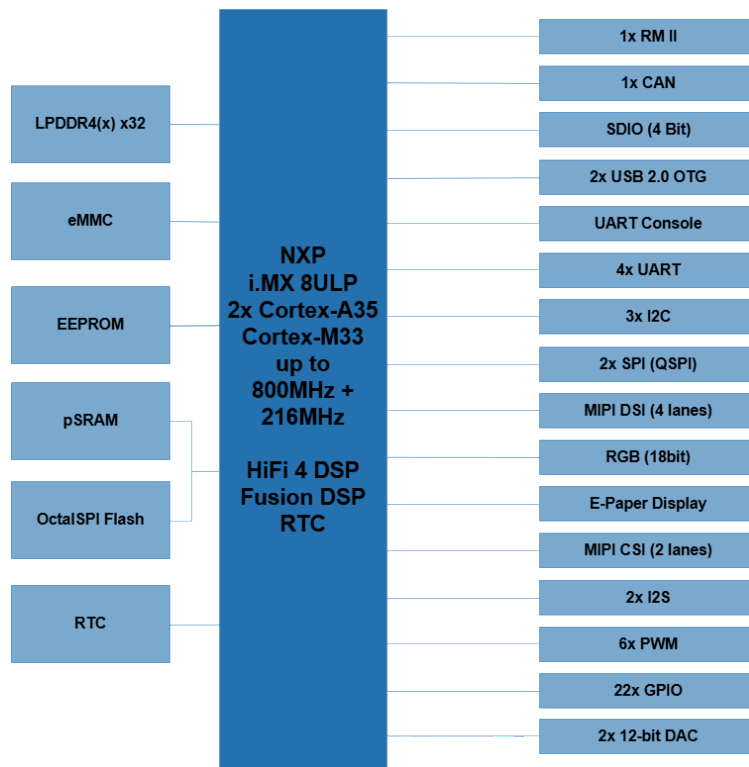 LPDDR4(x) x32
eMMC
EEPROM
pSRAM
OctalSPI Flash
RTC
NXP
i.MX 8ULP
2x Cortex-A35
Cortex-M33
up to
800MHz +
216MHz
HiFi 4 DSP
Fusion DSP
RTC
1x RM II
1x CAN
SDIO (4 Bit)
2x USB 2.0 OTG
UART Console
4x UART
3x I2C
2x SPI (QSPI)
MIPI DSI (4 lanes)
RGB (18bit)
E-Paper Display
MIPI CSI (2 lanes)
2x I2S
6x PWM
22x GPIO
2x 12-bit DAC